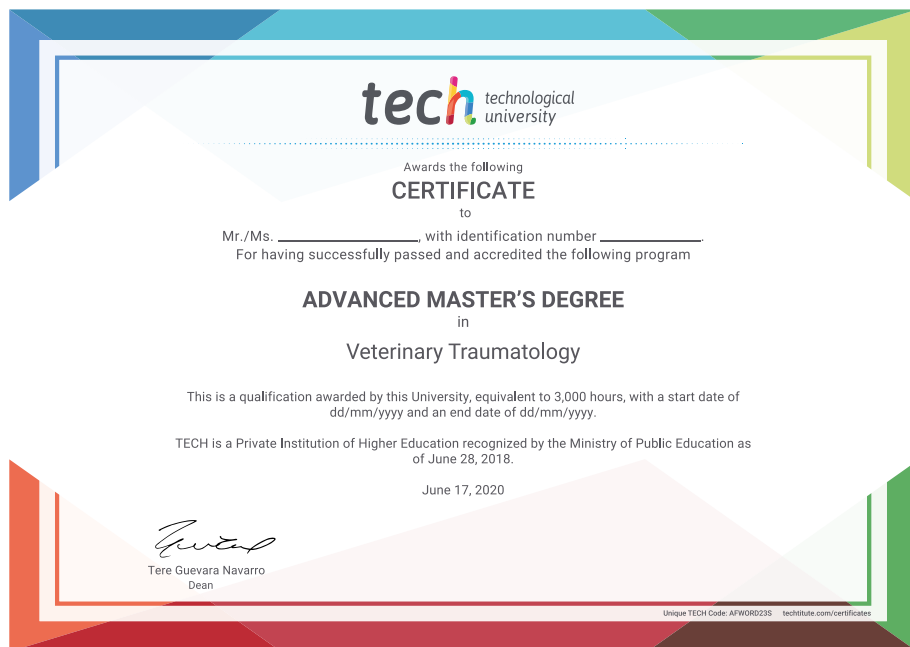 tech technological
university
Awards the following
CERTIFICATE
to
Mr./Ms. ____________________, with identification number ______________.
For having successfully passed and accredited the following program
ADVANCED MASTER’S DEGREE
in
Veterinary Traumatology
This is a qualification awarded by this University, equivalent to 3,000 hours, with a start date of
dd/mm/yyyy and an end date of dd/mm/yyyy.
TECH is a Private Institution of Higher Education recognized by the Ministry of Public Education as
of June 28, 2018.
June 17, 2020
Tere Guevara Navarro
Dean
Unique TECH Code: AFWORD23S techtitute.com/certificates